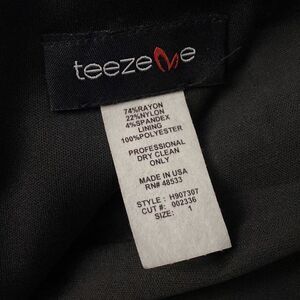 teezeme
74%RAYON
22%NYLON
4%SPANDEX
LINING
100%POLYESTER
PROFESSIONAL
DRY CLEAN
ONLY
MADE IN USA
RN# 48533
STYLE : H907307
CUT #: 002336
SIZE: 1